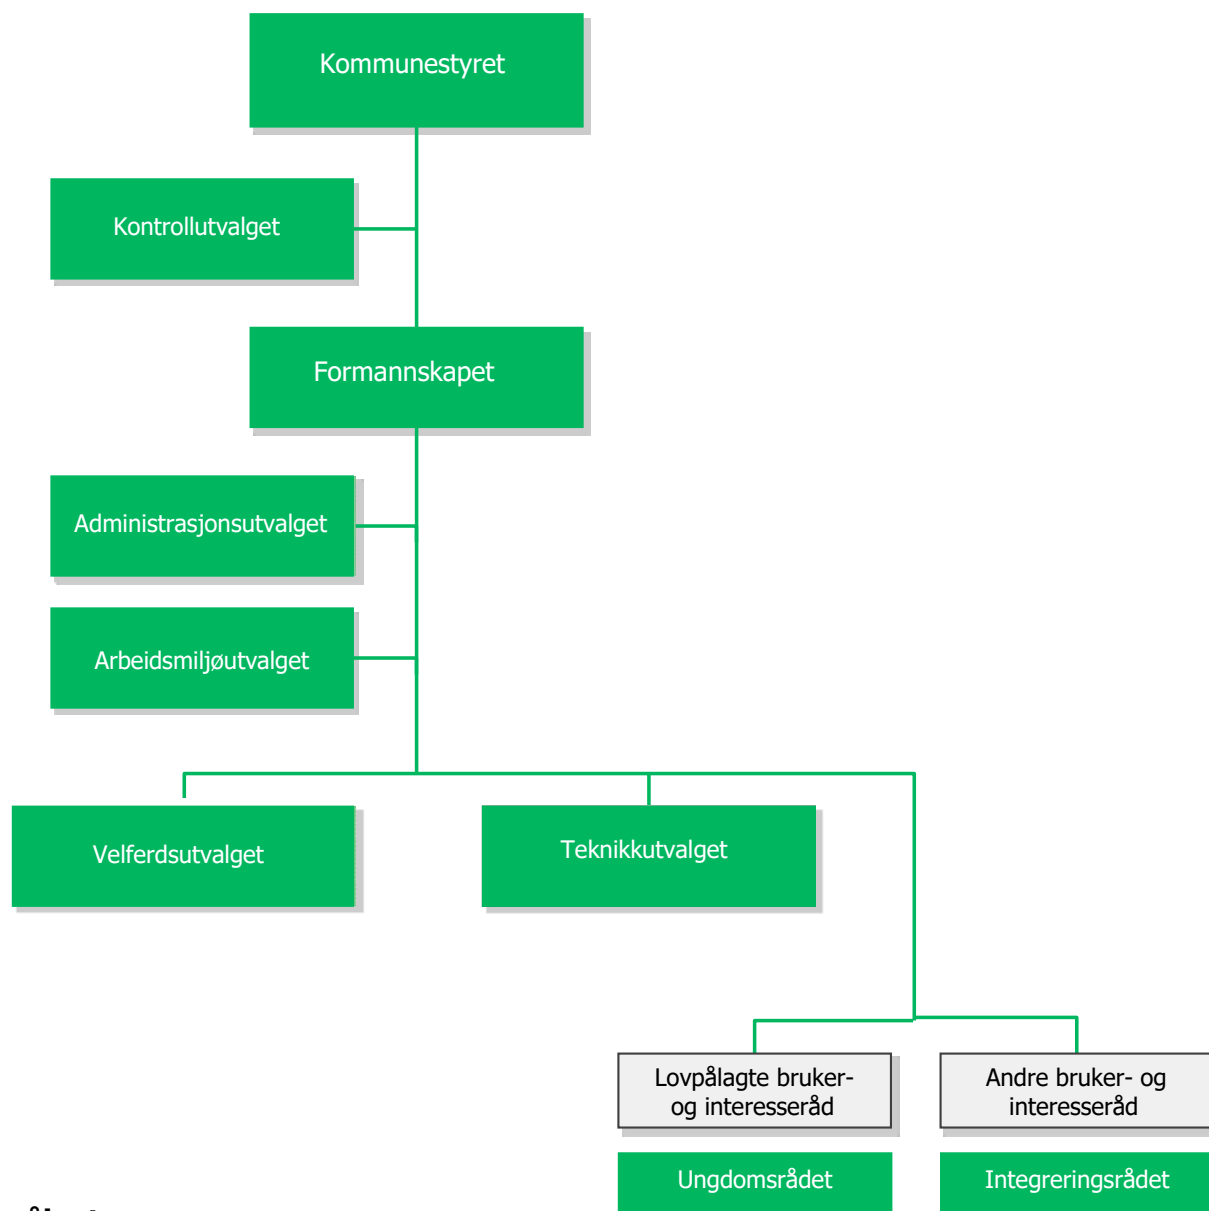 Kommunestyret
Kontrollutvalget
Formannskapet
Administrasjonsutvalget
Arbeidsmiljøutvalget
Velferdsutvalget
Teknikkutvalget
Lovpålagte bruker-
og interesseråd
Andre bruker- og
interesseråd
Ungdomsrådet
Integreringsrådet